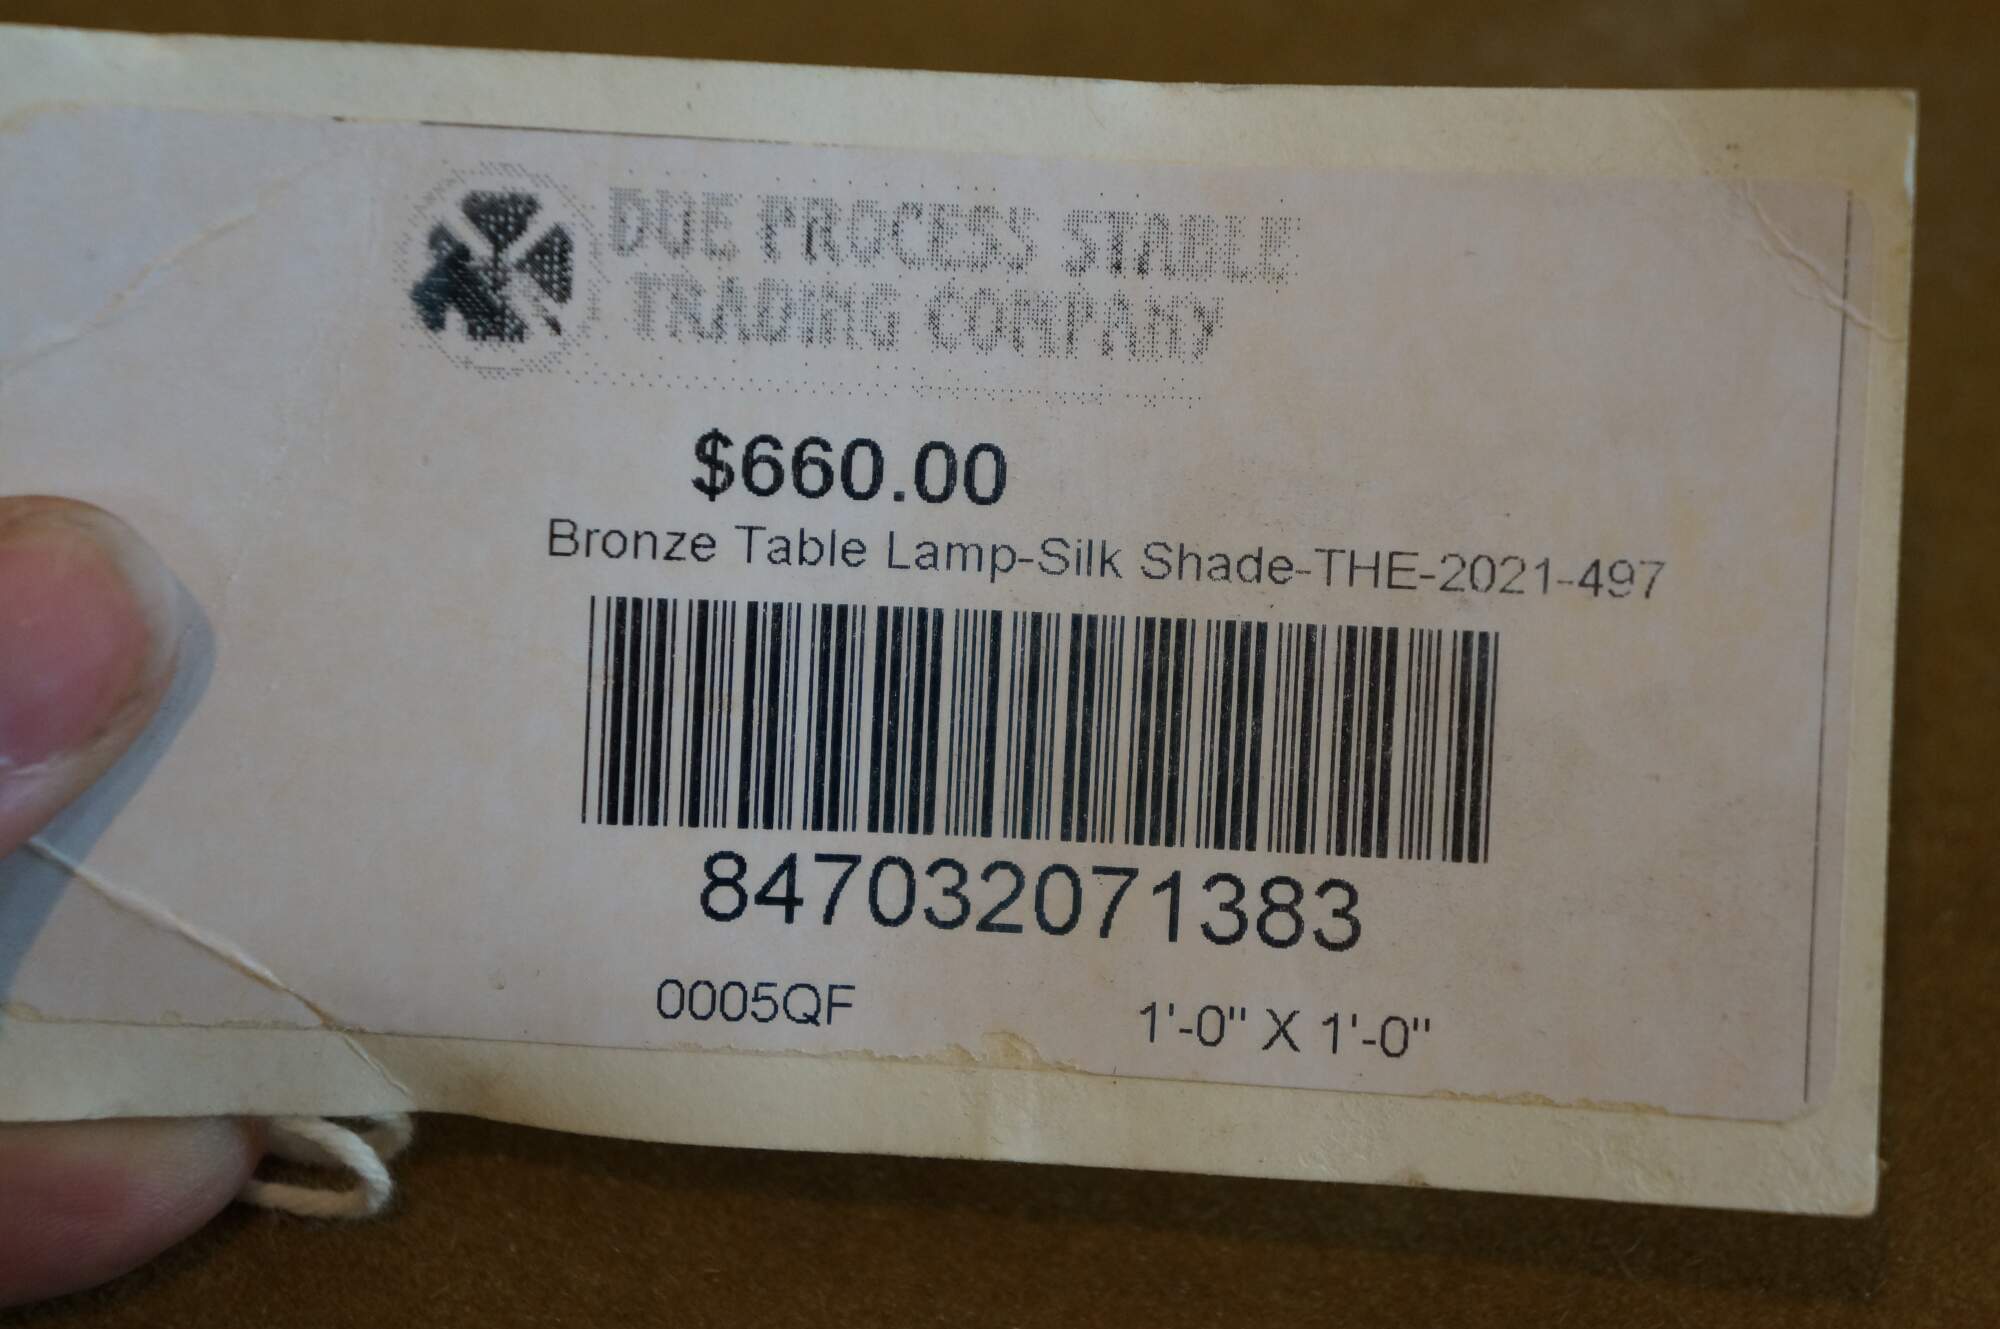 DUE PROCESS STABLE
TRADING COMPANY
$660.00
Bronze Table Lamp-Silk Shade-THE-2021-497
847032071383
0005QF 1'-0" X 1'-0"